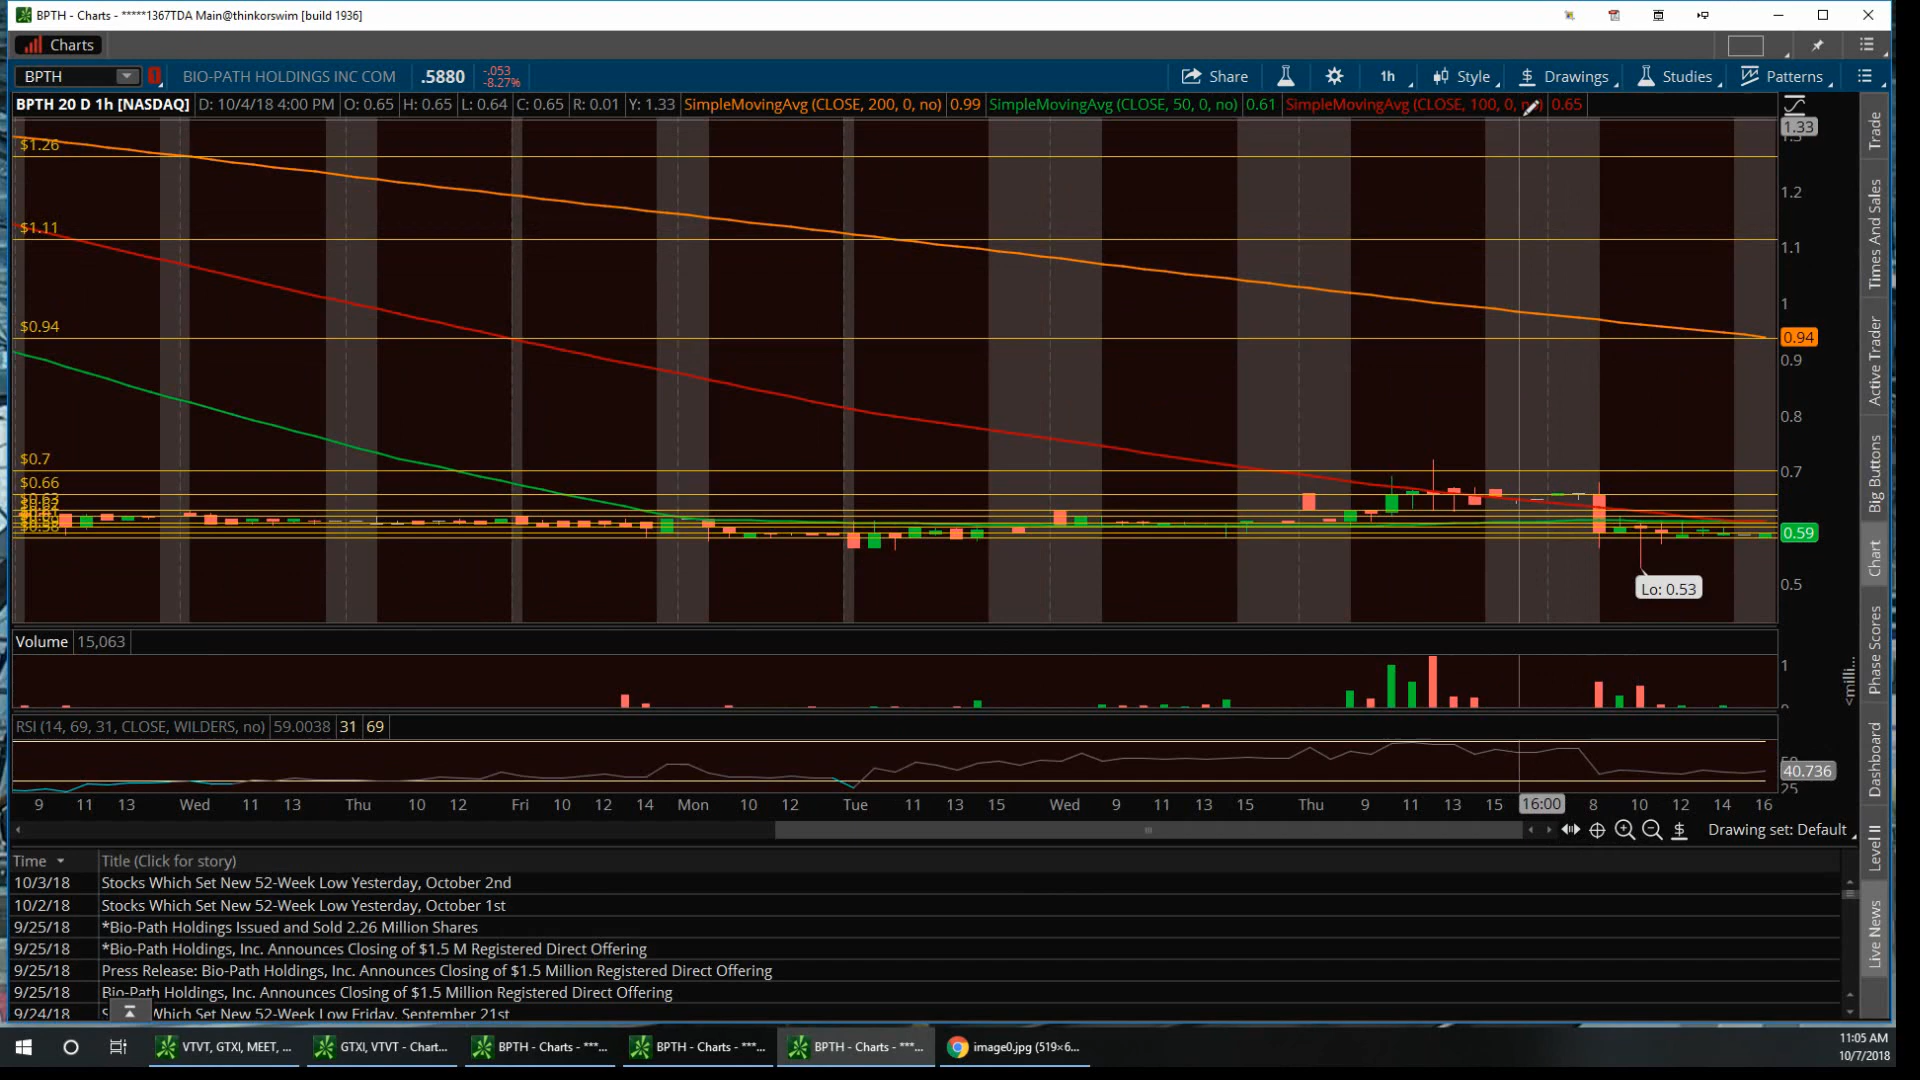 BPTH - Charts - *****1367TDA Main@thinkorswim [build 1936]
Charts
BPTH
BIO-PATH HOLDINGS INC COM
.5880
-.053
-8.27%
Share
1h
Style
Drawings
Studies
Patterns
BPTH 20 D 1h [NASDAQ] D: 10/4/18 4:00 PM O: 0.65 H: 0.65 L: 0.64 C: 0.65 R: 0.01 Y: 1.33 SimpleMovingAvg (CLOSE, 200, 0, no) 0.99 SimpleMovingAvg (CLOSE, 50, 0, no) 0.61 SimpleMovingAvg (CLOSE, 100, 0, no) 0.65
1.33
$1.26
1.2
$1.11
1.1
1
$0.94
0.94
0.9
0.8
$0.7
0.7
$0.66
0.59
Lo: 0.53
0.5
Volume 15,063
1
<milli...
RSI (14, 69, 31, CLOSE, WILDERS, no) 59.0038 31 69
40.736
25
9 11 13 Wed 11 13 Thu 10 12 Fri 10 12 14 Mon 10 12 Tue 11 13 15 Wed 9 11 13 15 Thu 9 11 13 15 16:00 8 10 12 14 16
Drawing set: Default
Time Title (Click for story)
10/3/18 Stocks Which Set New 52-Week Low Yesterday, October 2nd
10/2/18 Stocks Which Set New 52-Week Low Yesterday, October 1st
9/25/18 *Bio-Path Holdings Issued and Sold 2.26 Million Shares
9/25/18 *Bio-Path Holdings, Inc. Announces Closing of $1.5 M Registered Direct Offering
9/25/18 Press Release: Bio-Path Holdings, Inc. Announces Closing of $1.5 Million Registered Direct Offering
9/25/18 Bio-Path Holdings, Inc. Announces Closing of $1.5 Million Registered Direct Offering
9/24/18 Which Set New 52-Week Low Friday, September 21st
Trade
Times And Sales
Active Trader
Big Buttons
Chart
Phase Scores
Dashboard
Level II
Live News
VTVT, GTXI, MEET, ...
GTXI, VTVT - Chart...
BPTH - Charts - ***...
BPTH - Charts - ***...
BPTH - Charts - ***...
image0.jpg (519×6...
11:05 AM
10/7/2018